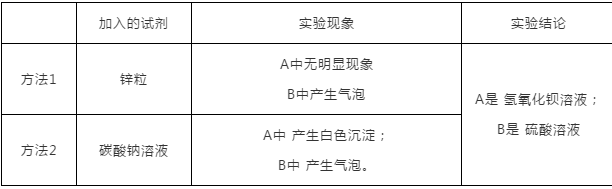 加入的试剂 实验现象 实验结论
方法1 锌粒 A中无明显现象
B中产生气泡
A是 氢氧化钡溶液；
B是 硫酸溶液
方法2 碳酸钠溶液 A中 产生白色沉淀；
B中 产生气泡。